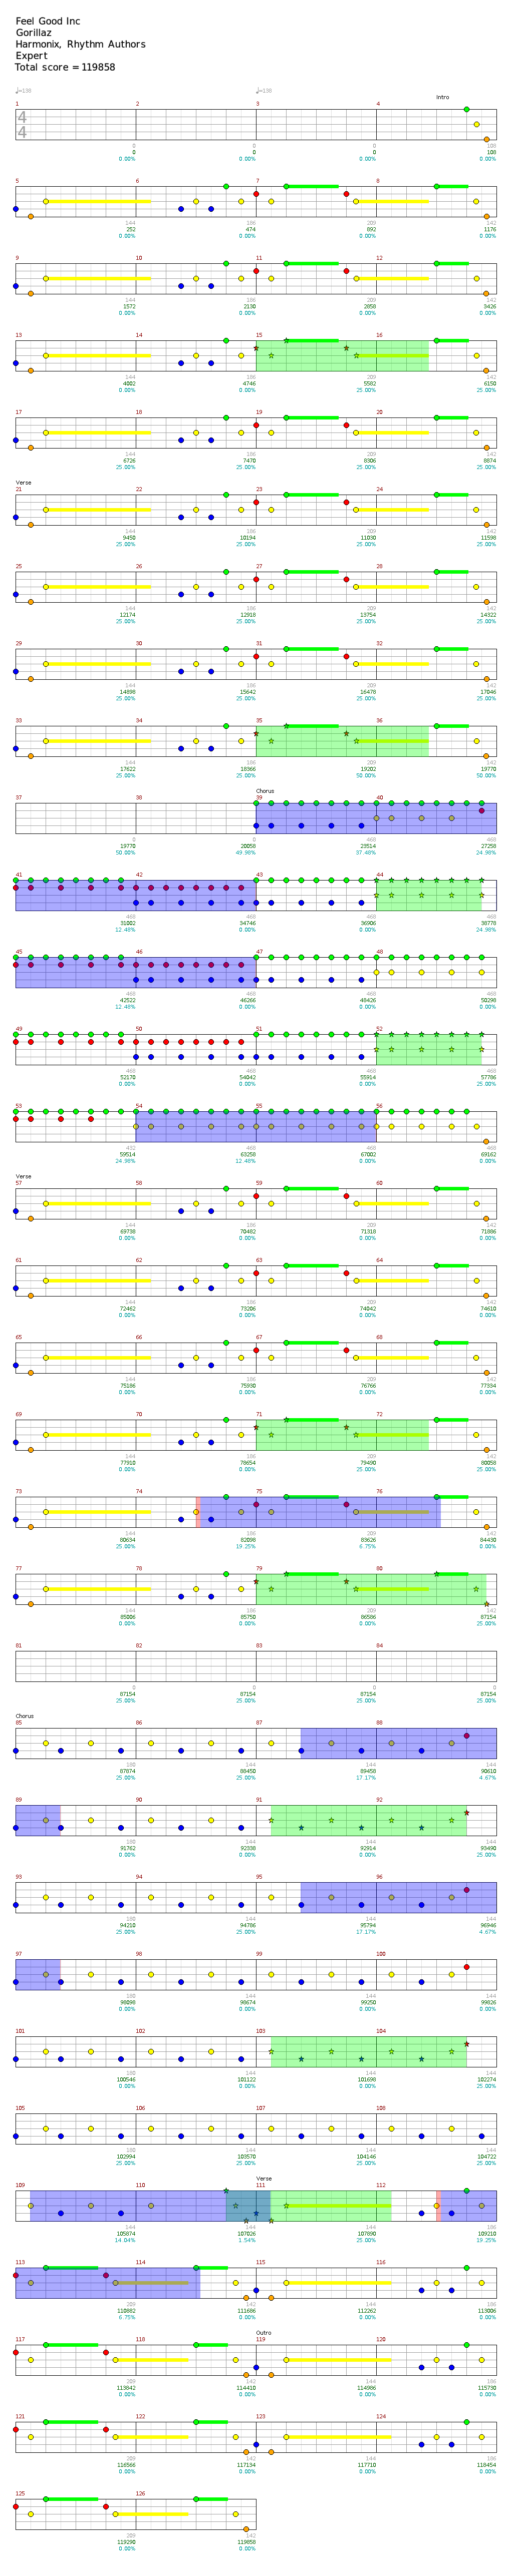 Feel Good Inc
Gorillaz
Harmonix, Rhythm Authors
Expert
Total score = 119858
♩=138 ♩=138
Intro
1 2 3 4
4
4
0 0 0 108
0 0 0 108
0.00% 0.00% 0.00% 0.00%
5 6 7 8
144 186 209 142
252 474 892 1176
0.00% 0.00% 0.00% 0.00%
9 10 11 12
144 186 209 142
1572 2130 2858 3426
0.00% 0.00% 0.00% 0.00%
13 14 15 16
144 186 209 142
4002 4746 5582 6150
0.00% 0.00% 25.00% 25.00%
17 18 19 20
144 186 209 142
6726 7470 8306 8874
25.00% 25.00% 25.00% 25.00%
Verse
21 22 23 24
144 186 209 142
9450 10194 11030 11598
25.00% 25.00% 25.00% 25.00%
25 26 27 28
144 186 209 142
12174 12918 13754 14322
25.00% 25.00% 25.00% 25.00%
29 30 31 32
144 186 209 142
14898 15642 16478 17046
25.00% 25.00% 25.00% 25.00%
33 34 35 36
144 186 209 142
17622 18366 19202 19770
25.00% 25.00% 50.00% 50.00%
Chorus
37 38 39 40
0 0 468 468
19770 20058 23514 27258
50.00% 49.98% 37.48% 24.98%
41 42 43 44
468 468 468 468
31002 34746 36906 38778
12.48% 0.00% 0.00% 24.98%
45 46 47 48
468 468 468 468
42522 46266 48426 50298
12.48% 0.00% 0.00% 0.00%
49 50 51 52
468 468 468 468
52170 54042 55914 57786
0.00% 0.00% 0.00% 25.00%
53 54 55 56
432 468 468 468
59514 63258 67002 69162
24.98% 12.48% 0.00% 0.00%
Verse
57 58 59 60
144 186 209 142
69738 70482 71318 71886
0.00% 0.00% 0.00% 0.00%
61 62 63 64
144 186 209 142
72462 73206 74042 74610
0.00% 0.00% 0.00% 0.00%
65 66 67 68
144 186 209 142
75186 75930 76766 77334
0.00% 0.00% 0.00% 0.00%
69 70 71 72
144 186 209 142
77910 78654 79490 80058
0.00% 0.00% 25.00% 25.00%
73 74 75 76
144 186 209 142
80634 82098 83626 84430
25.00% 19.25% 6.75% 0.00%
77 78 79 80
144 186 209 142
85006 85750 86586 87154
0.00% 0.00% 0.00% 25.00%
81 82 83 84
0 0 0 0
87154 87154 87154 87154
25.00% 25.00% 25.00% 25.00%
Chorus
85 86 87 88
180 144 144 144
87874 88450 89458 90610
25.00% 25.00% 17.17% 4.67%
89 90 91 92
180 144 144 144
91762 92338 92914 93490
0.00% 0.00% 0.00% 25.00%
93 94 95 96
180 144 144 144
94210 94786 95794 96946
25.00% 25.00% 17.17% 4.67%
97 98 99 100
180 144 144 144
98098 98674 99250 99826
0.00% 0.00% 0.00% 0.00%
101 102 103 104
180 144 144 144
100546 101122 101698 102274
0.00% 0.00% 0.00% 25.00%
105 106 107 108
180 144 144 144
102994 103570 104146 104722
25.00% 25.00% 25.00% 25.00%
Verse
109 110 111 112
144 144 144 186
105874 107026 107890 109210
14.04% 1.54% 25.00% 19.25%
113 114 115 116
209 142 144 186
110882 111686 112262 113006
6.75% 0.00% 0.00% 0.00%
Outro
117 118 119 120
209 142 144 186
113842 114410 114986 115730
0.00% 0.00% 0.00% 0.00%
121 122 123 124
209 142 144 186
116566 117134 117710 118454
0.00% 0.00% 0.00% 0.00%
125 126
209 142
119290 119858
0.00% 0.00%